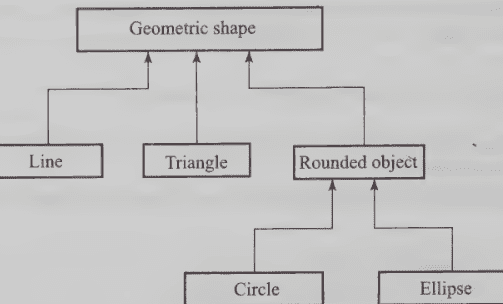 Geometric shape
Line
Triangle
Rounded object
Circle
Ellipse